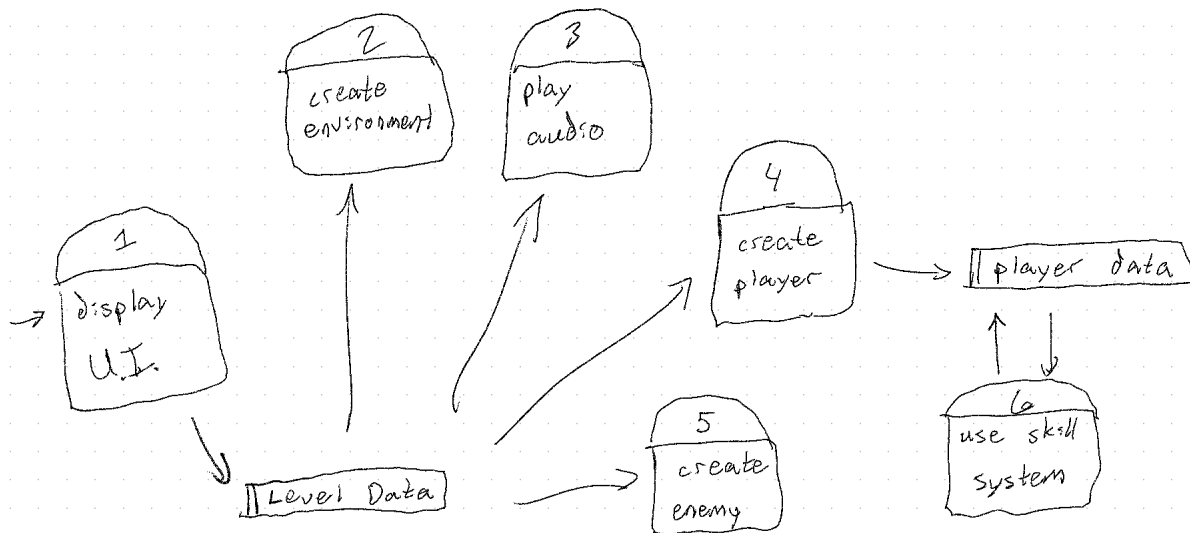 1
display
U.I.
2
create
environment
3
play
audio
4
create
player
player data
Level Data
5
create
enemy
6
use skill
system